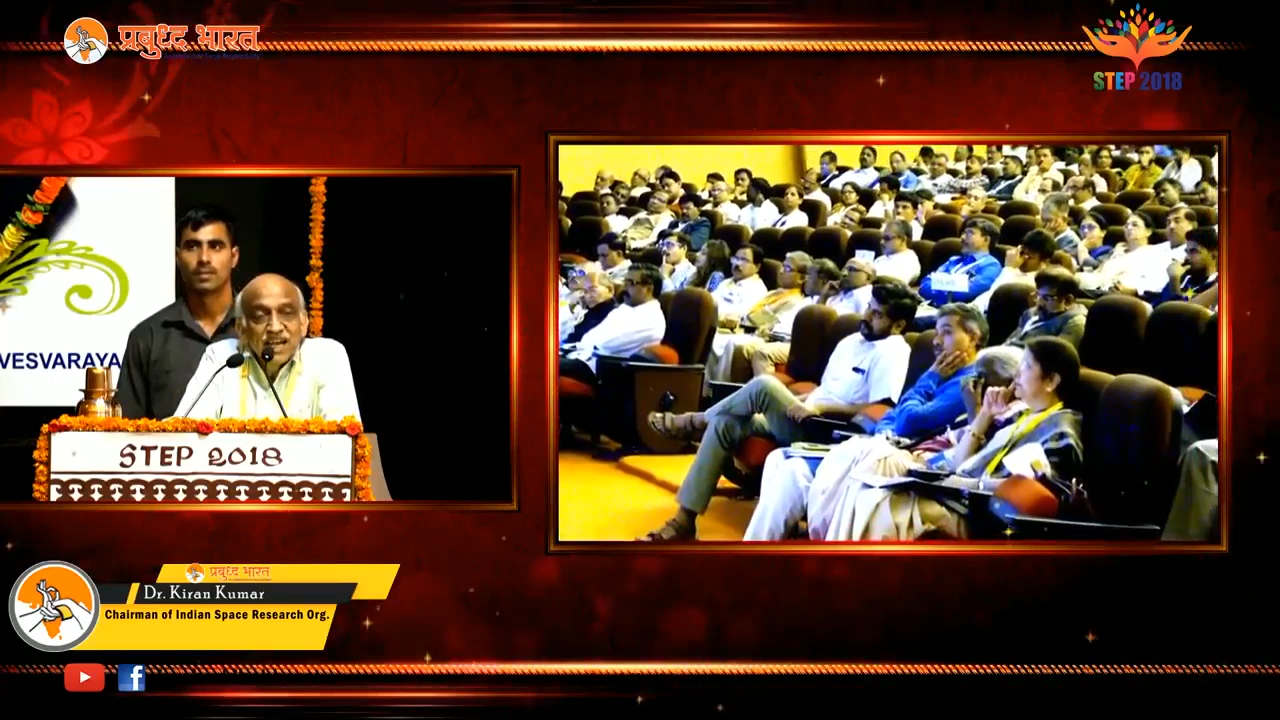 प्रबुध्द भारत
STEP 2018
VESVARAYA
STEP 2018
प्रबुध्द भारत
Dr. Kiran Kumar
Chairman of Indian Space Research Org.